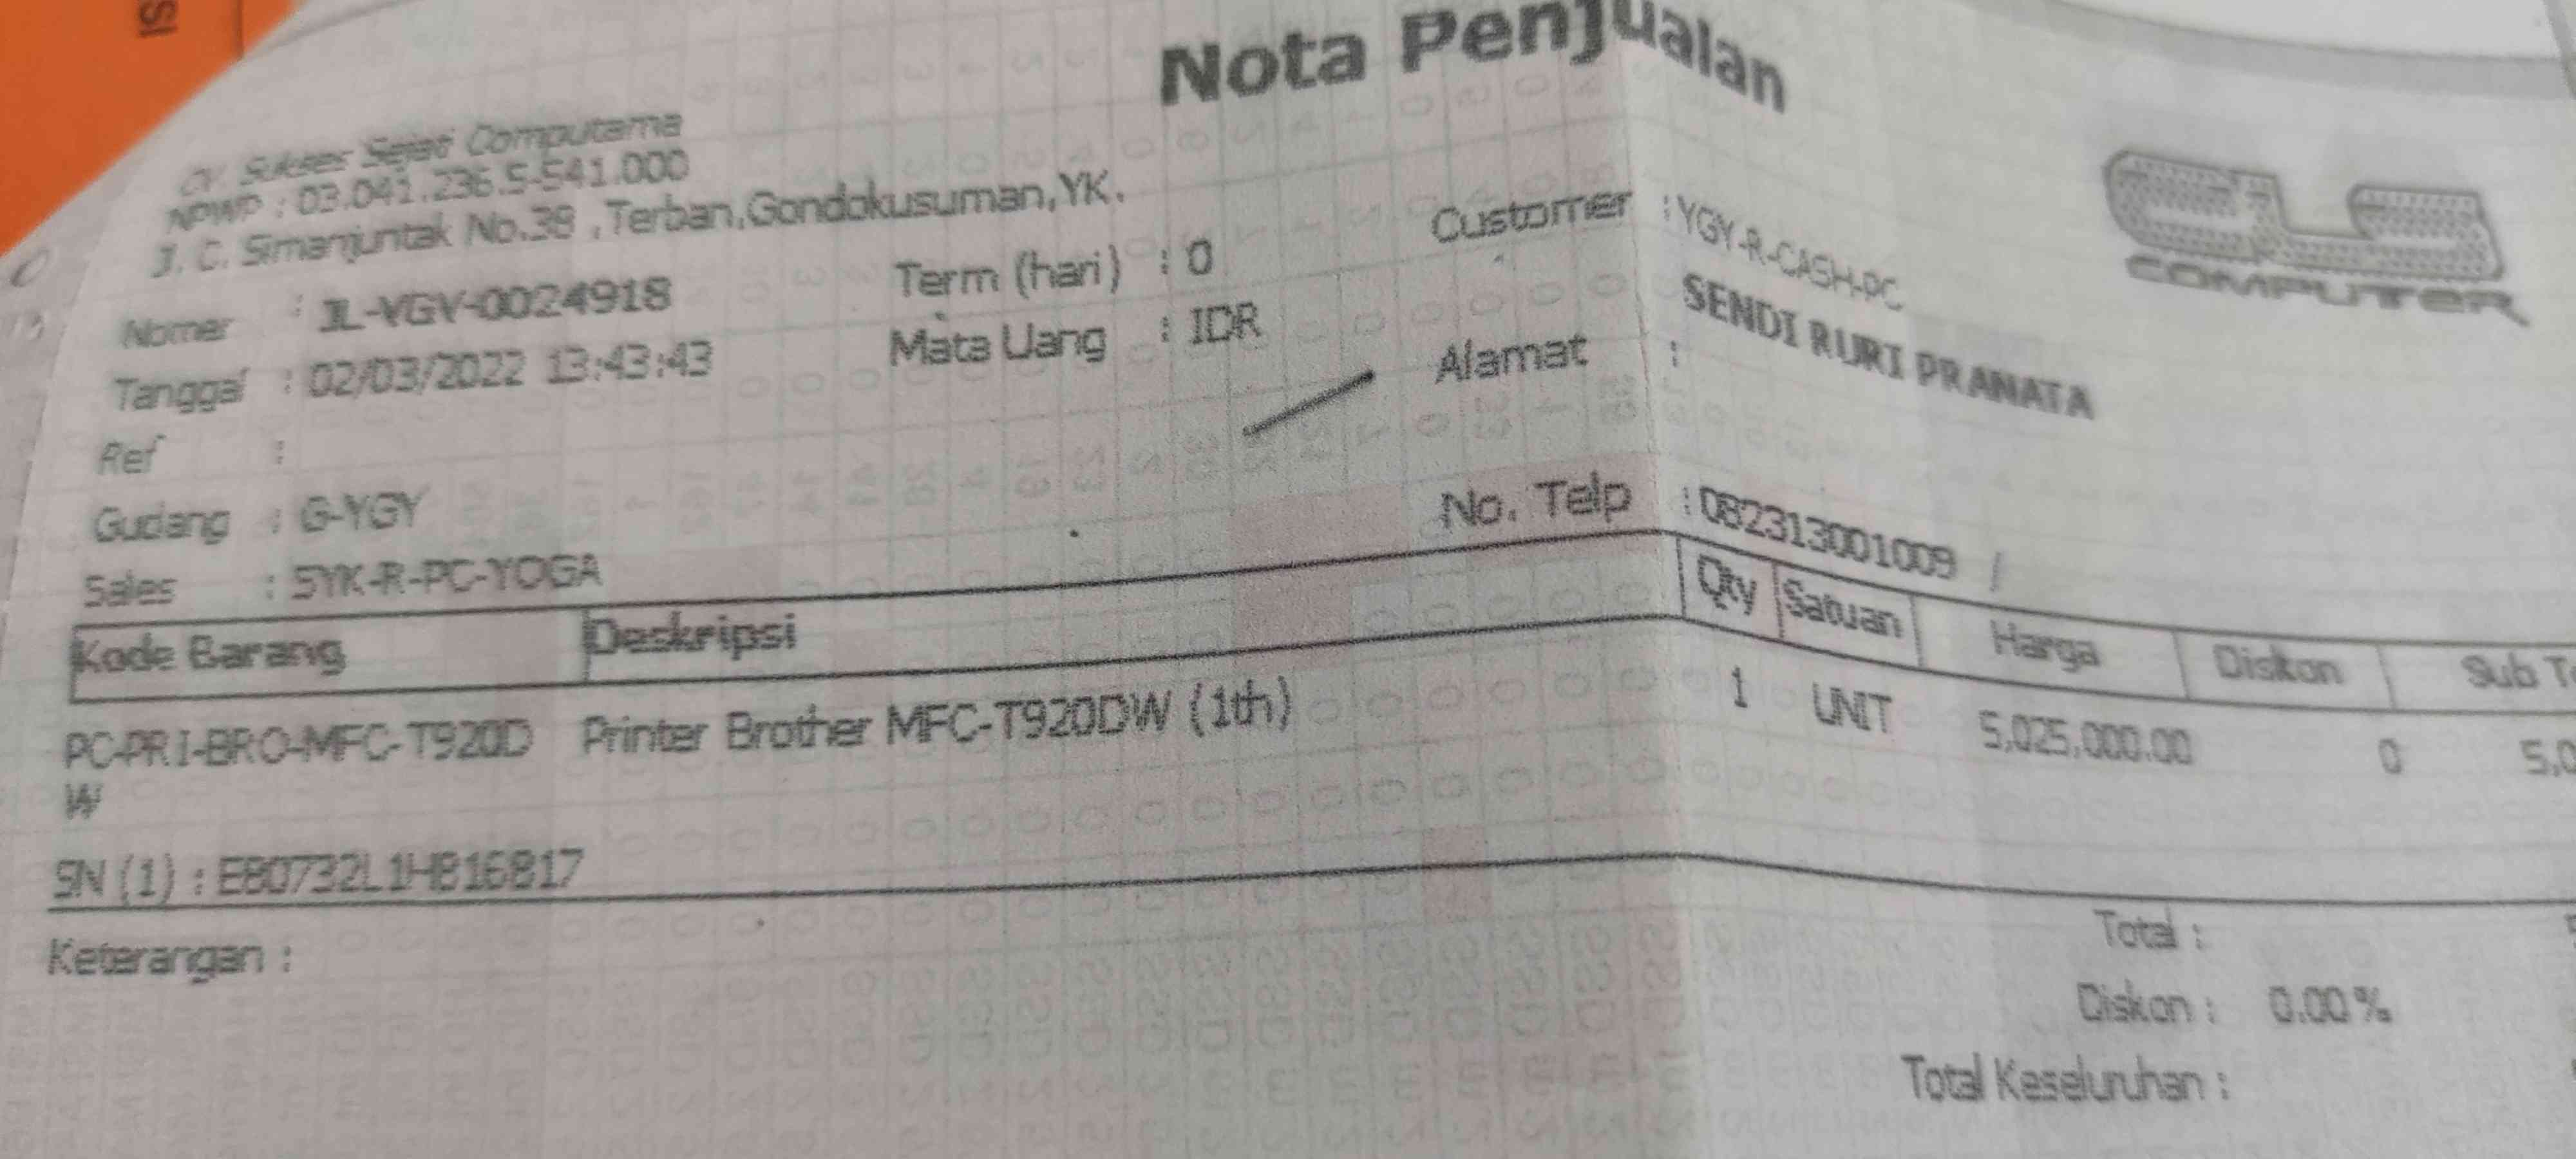 SI
Nota Penjualan
CV. Sukses Sejati Computama
NPWP : 03.041.236.5-541.000
Jl. C. Simanjuntak No.38 ,Terban,Gondokusuman,YK.
COMPUTER
Nomer : JL-YGY-0024918 Term (hari) : 0 Customer : YGY-R-CASH-PC
SENDI RURI PRANATA
Tanggal : 02/03/2022 13:43:43 Mata Uang : IDR Alamat :
Ref :
Gudang : G-YGY No. Telp : 082313001009 /
Sales : SYK-R-PC-YOGA
Kode Barang Deskripsi Qty Satuan Harga Diskon Sub
PC-PRI-BRO-MFC-T920D Printer Brother MFC-T920DW (1th) 1 UNIT 5,025,000.00 0 5,0
W
SN (1) : E80732L1H816817
Keterangan : Total :
Diskon : 0.00 %
Total Keseluruhan :